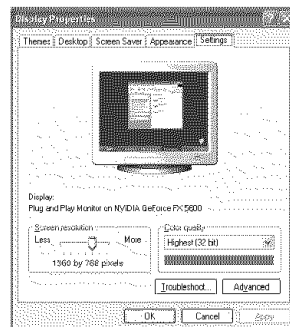 Display Properties
Themes Desktop Screen Saver Appearance Settings
Display:
Plug and Play Monitor on NVIDIA GeForce FX 5600
Screen resolution
Less More
1360 by 768 pixels
Color quality
Highest (32 bit)
Troubleshoot... Advanced
OK Cancel Apply